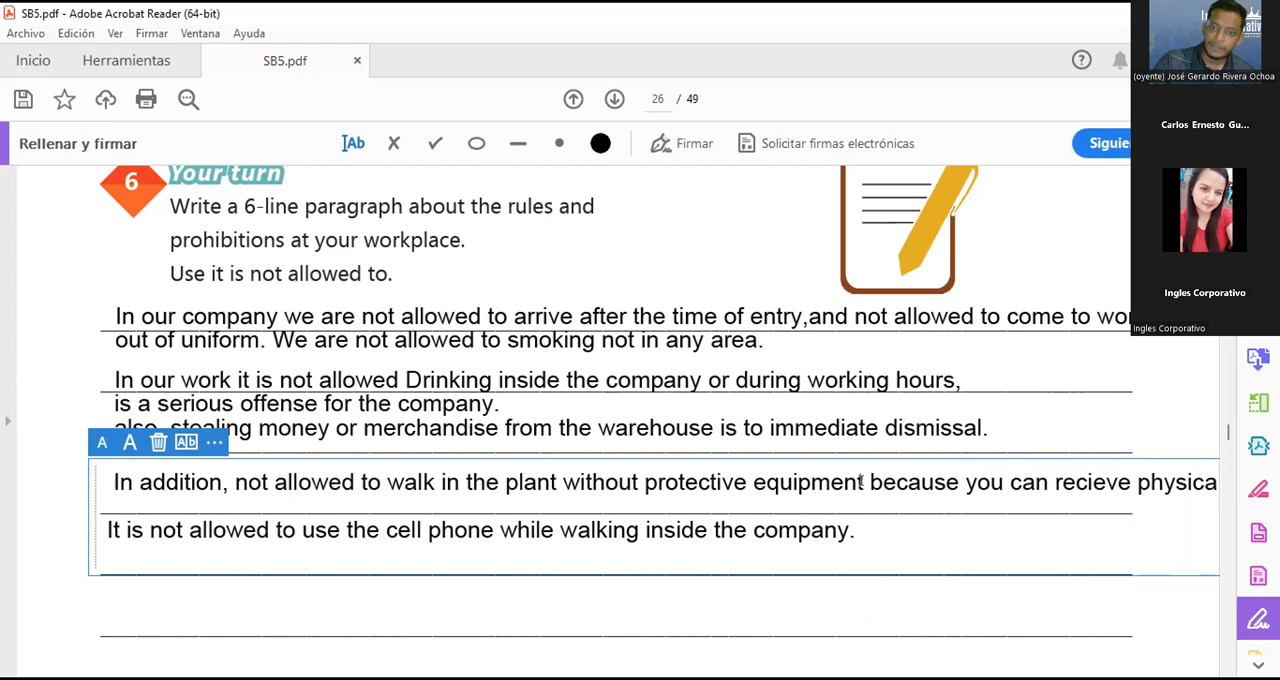 SB5.pdf - Adobe Acrobat Reader (64-bit)
Archivo Edición Ver Firmar Ventana Ayuda
Inicio Herramientas SB5.pdf ×
26 / 49
Rellenar y firmar IAb Firmar Solicitar firmas electrónicas Siguie
(oyente) José Gerardo Rivera Ochoa
Carlos Ernesto Gu...
Ingles Corporativo
Ingles Corporativo
6 Your turn
Write a 6-line paragraph about the rules and
prohibitions at your workplace.
Use it is not allowed to.
In our company we are not allowed to arrive after the time of entry,and not allowed to come to wor
out of uniform. We are not allowed to smoking not in any area.
In our work it is not allowed Drinking inside the company or during working hours,
is a serious offense for the company.
also, stealing money or merchandise from the warehouse is to immediate dismissal.
A A Ab ...
In addition, not allowed to walk in the plant without protective equipment because you can recieve physica
It is not allowed to use the cell phone while walking inside the company.